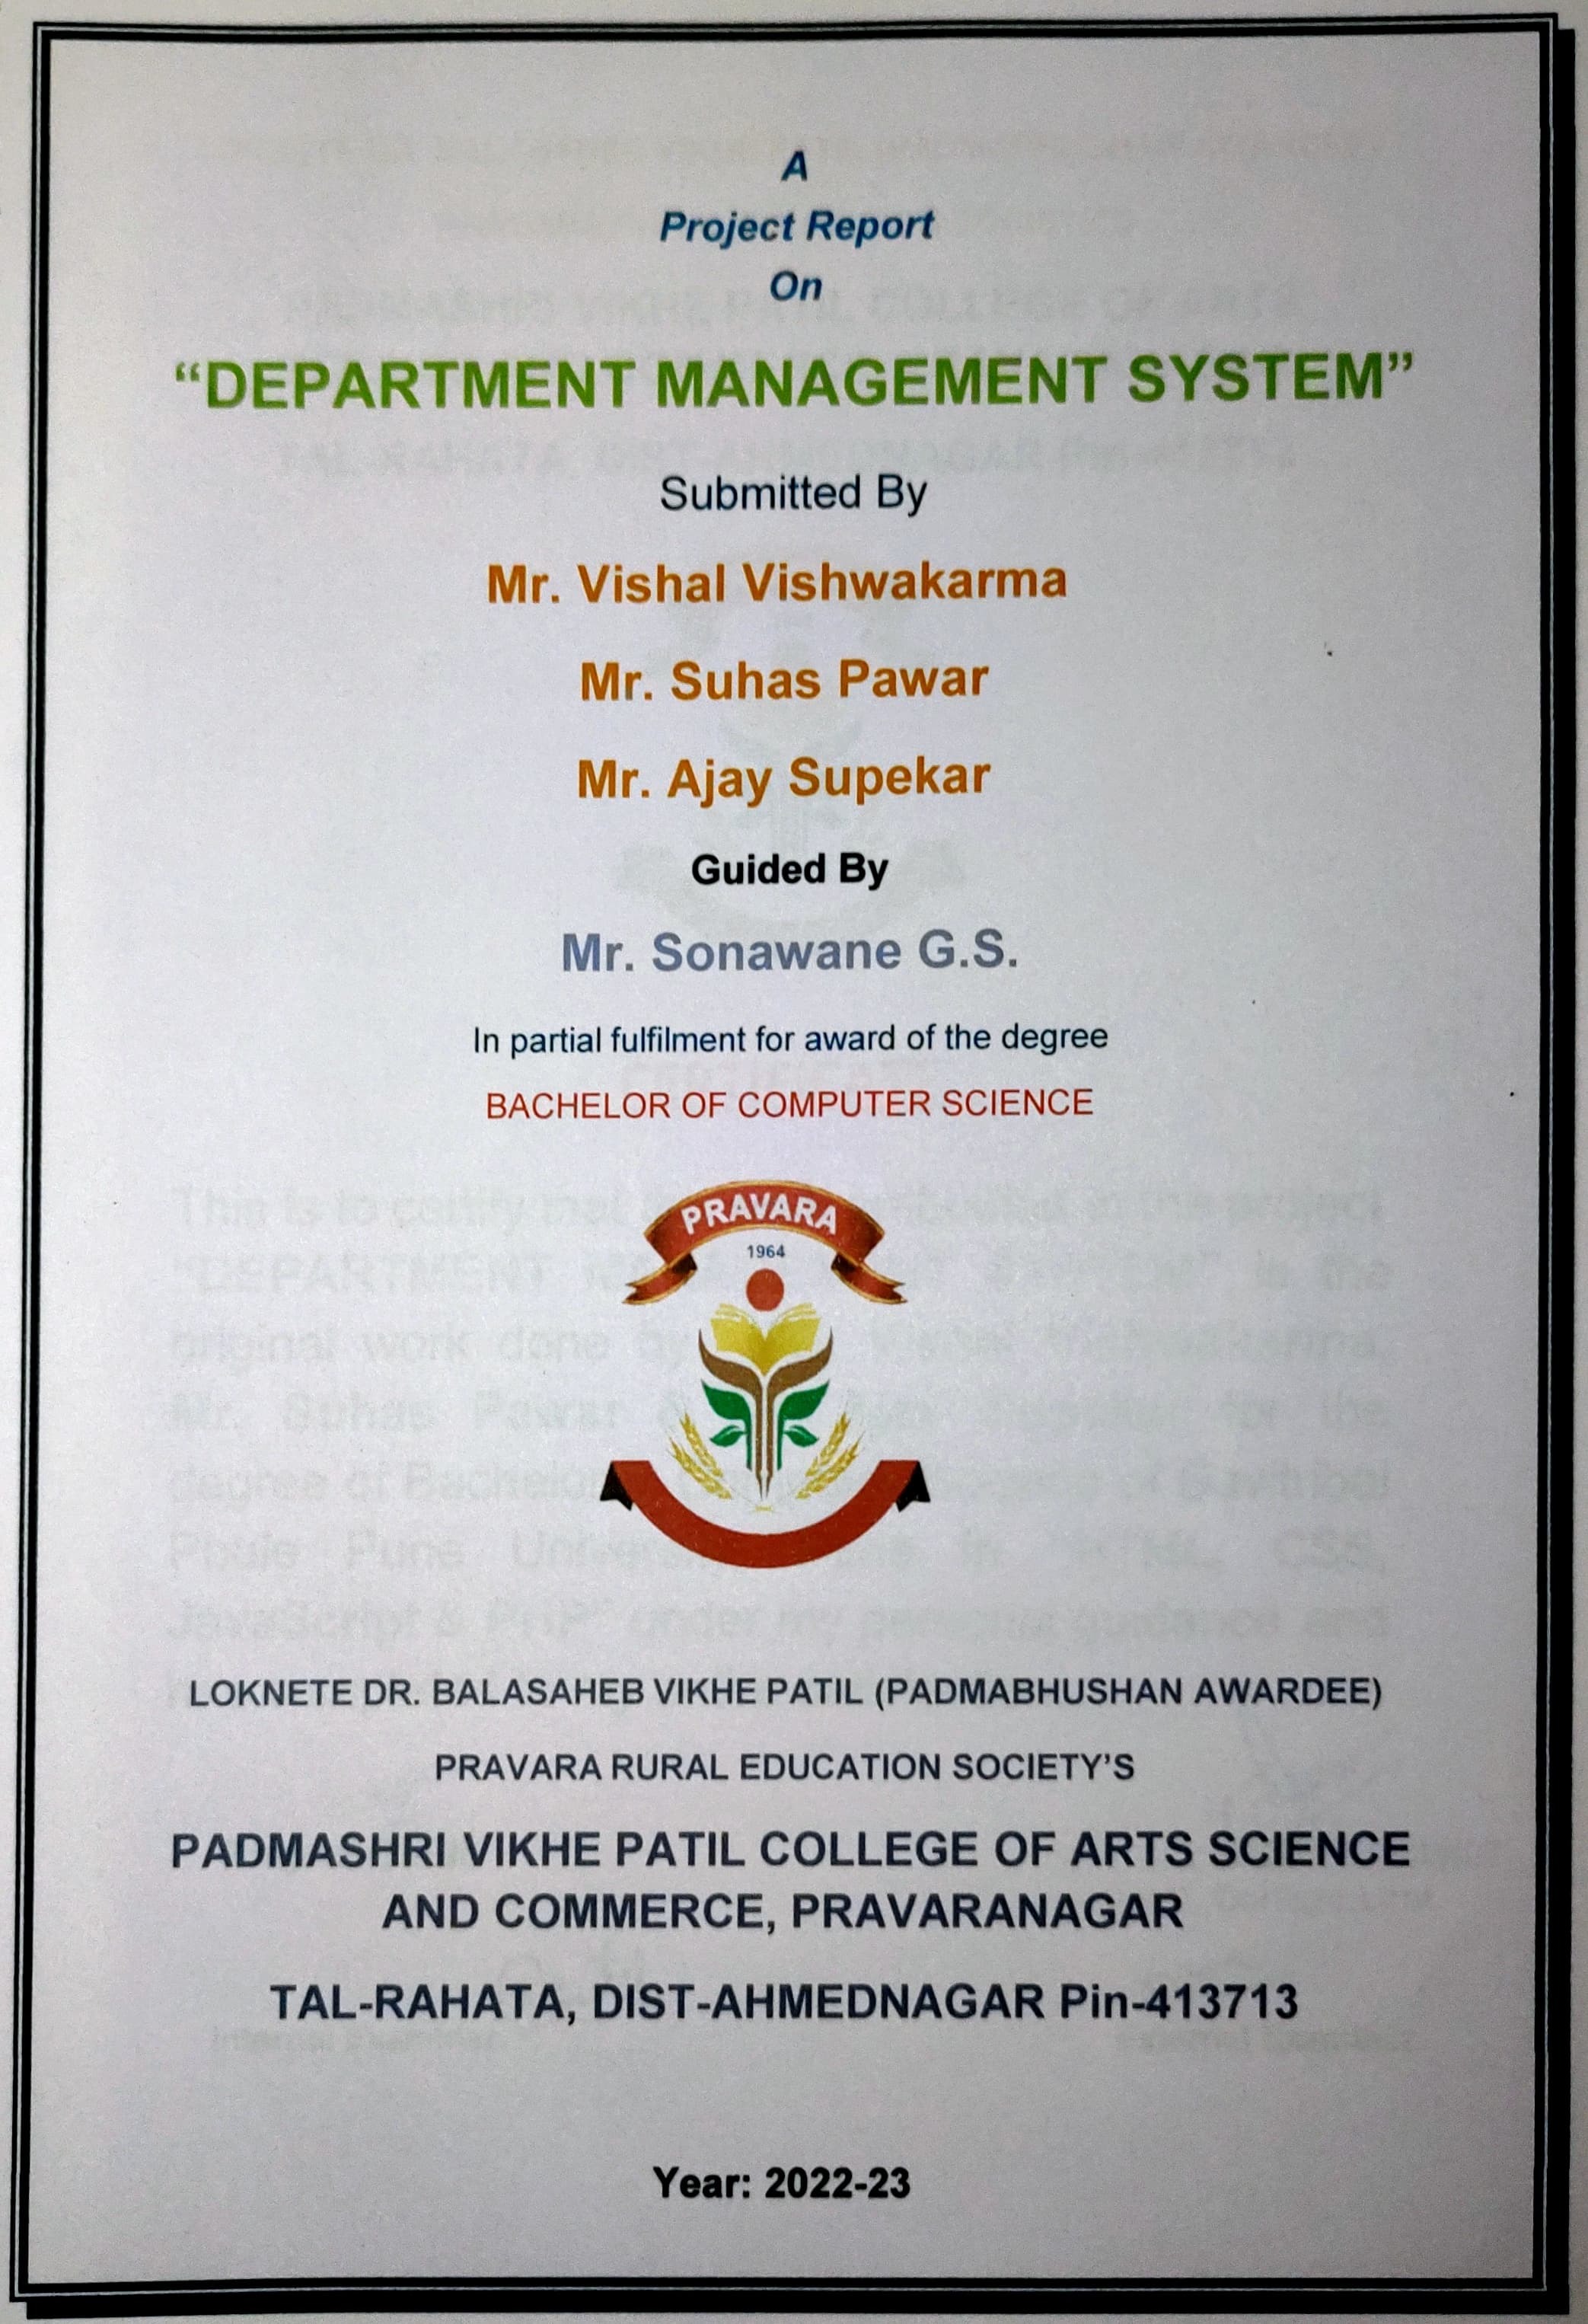 A
Project Report
On
“DEPARTMENT MANAGEMENT SYSTEM”
Submitted By
Mr. Vishal Vishwakarma
Mr. Suhas Pawar
Mr. Ajay Supekar
Guided By
Mr. Sonawane G.S.
In partial fulfilment for award of the degree
BACHELOR OF COMPUTER SCIENCE
PRAVARA
1964
LOKNETE DR. BALASAHEB VIKHE PATIL (PADMABHUSHAN AWARDEE)
PRAVARA RURAL EDUCATION SOCIETY’S
PADMASHRI VIKHE PATIL COLLEGE OF ARTS SCIENCE
AND COMMERCE, PRAVARANAGAR
TAL-RAHATA, DIST-AHMEDNAGAR Pin-413713
Year: 2022-23